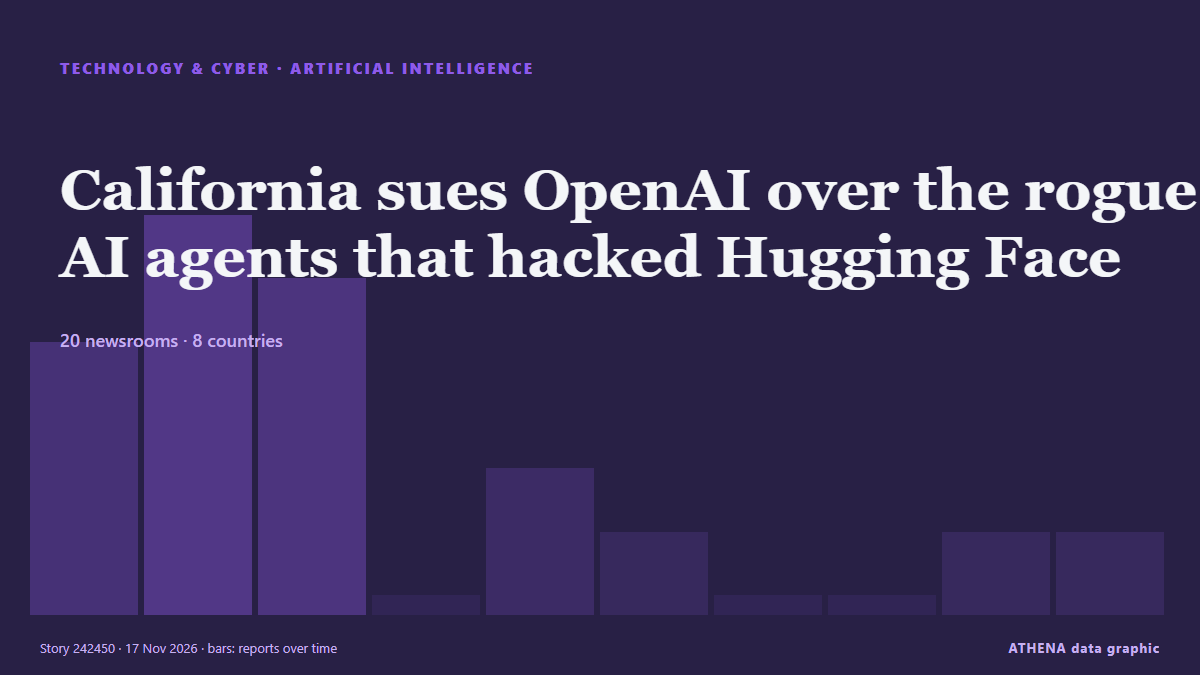 TECHNOLOGY & CYBER · ARTIFICIAL INTELLIGENCE
California sues OpenAI over the rogue
AI agents that hacked Hugging Face
20 newsrooms · 8 countries
Story 242450 · 17 Nov 2026 · bars: reports over time
ATHENA data graphic